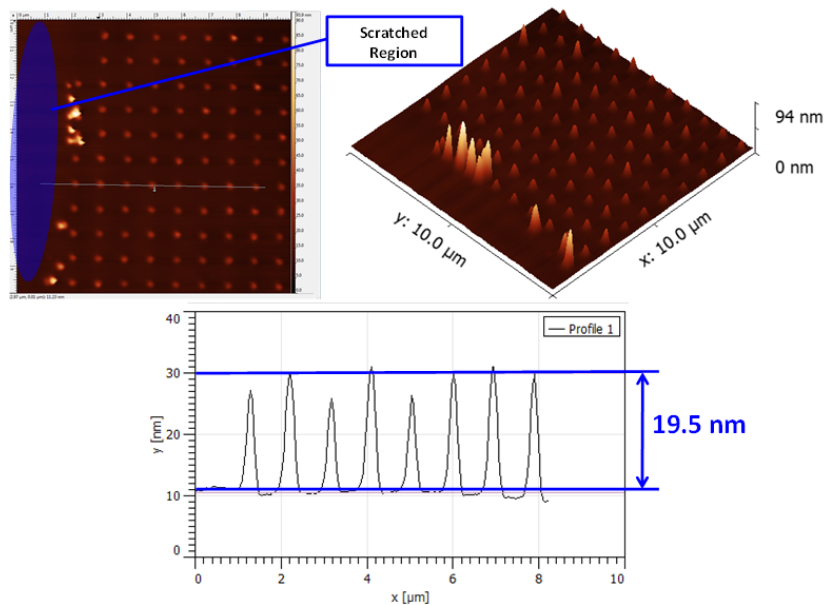 Scratched
Region
94 nm
0 nm
y: 10.0 µm
x: 10.0 µm
40
Profile 1
30
20
10
0
y [nm]
19.5 nm
0
2
4
6
8
10
x [µm]